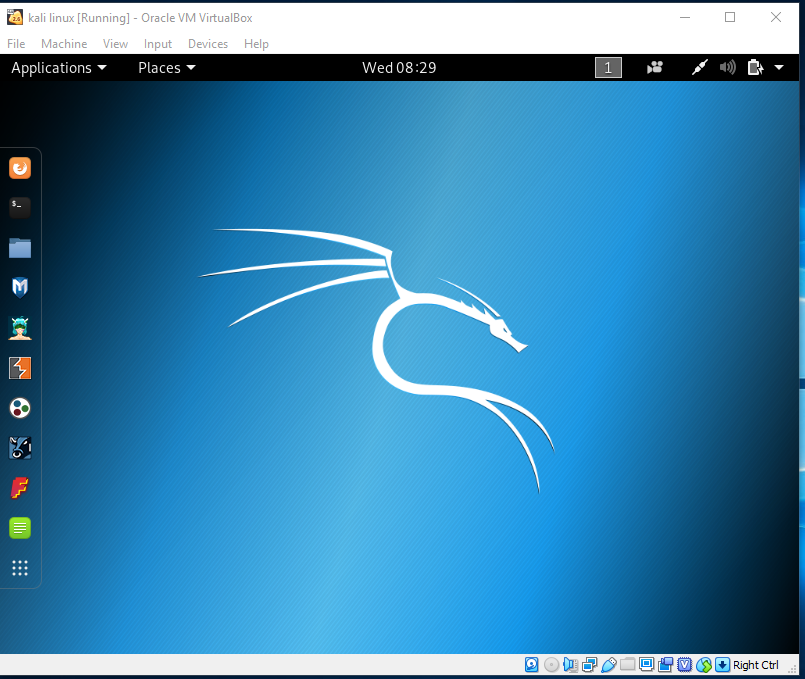 kali linux [Running] - Oracle VM VirtualBox
File Machine View Input Devices Help
Applications Places Wed 08:29 1
$_
Right Ctrl